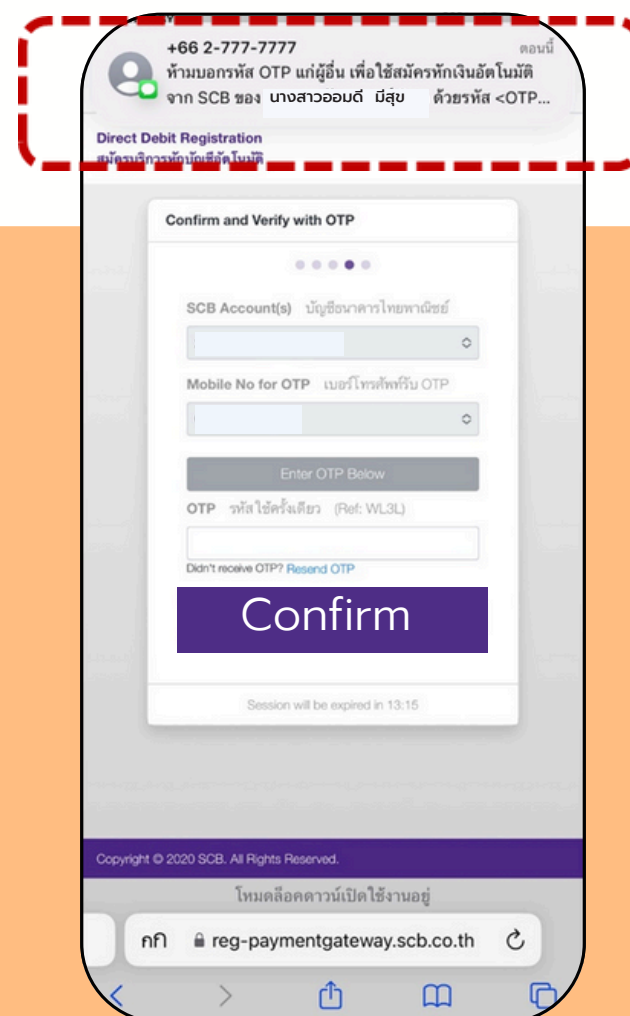 +66 2-777-7777 ตอนนี้
ห้ามบอกรหัส OTP แก่ผู้อื่น เพื่อใช้สมัครหักเงินอัตโนมัติ
จาก SCB ของ นางสาวออมดี มีสุข ด้วยรหัส <OTP...
Direct Debit Registration
สมัครบริการหักบัญชีอัตโนมัติ
Confirm and Verify with OTP
SCB Account(s) บัญชีธนาคารไทยพาณิชย์
Mobile No for OTP เบอร์โทรศัพท์รับ OTP
Enter OTP Below
OTP รหัสใช้ครั้งเดียว (Ref: WL3L)
Didn't receive OTP? Resend OTP
Confirm
Session will be expired in 13:15
Copyright © 2020 SCB. All Rights Reserved.
โหมดล็อคดาวน์เปิดใช้งานอยู่
กก reg-paymentgateway.scb.co.th